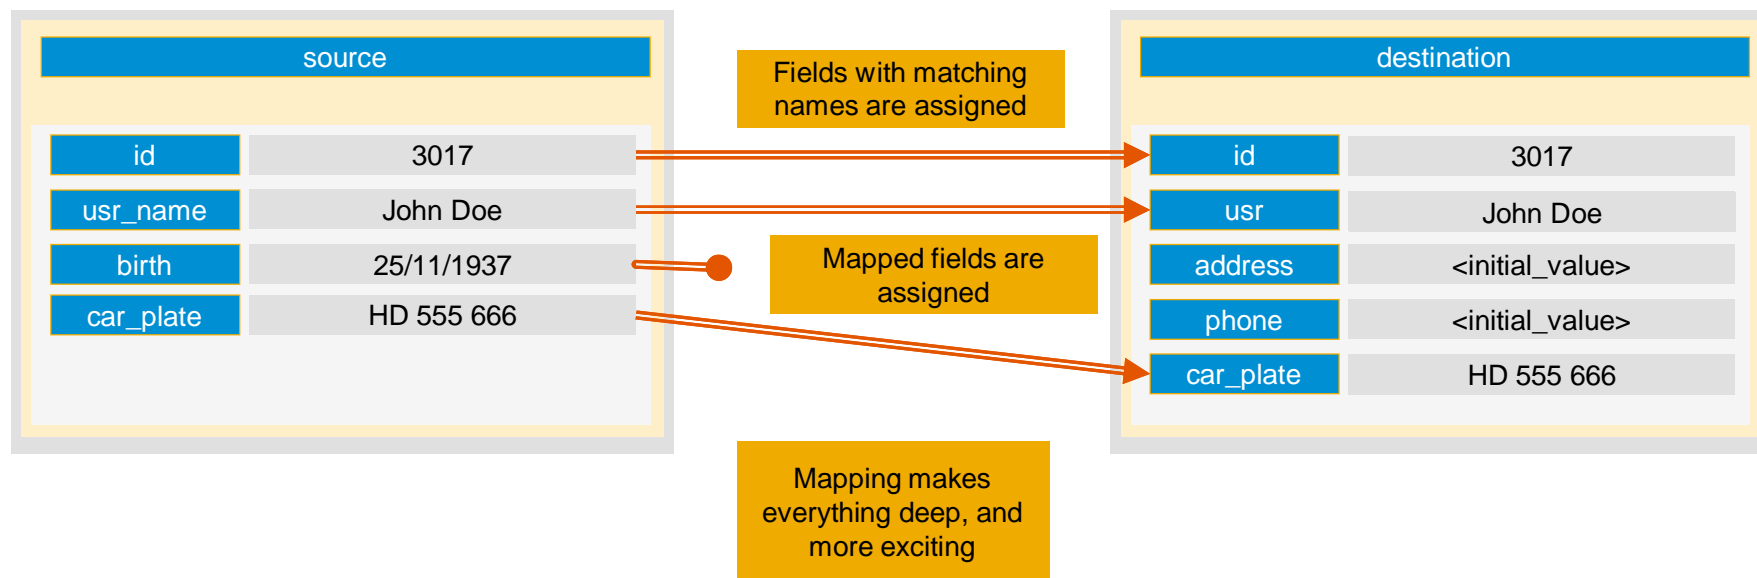 source
id
3017
usr_name
John Doe
birth
25/11/1937
car_plate
HD 555 666
Fields with matching
names are assigned
Mapped fields are
assigned
Mapping makes
everything deep, and
more exciting
destination
id
3017
usr
John Doe
address
<initial_value>
phone
<initial_value>
car_plate
HD 555 666